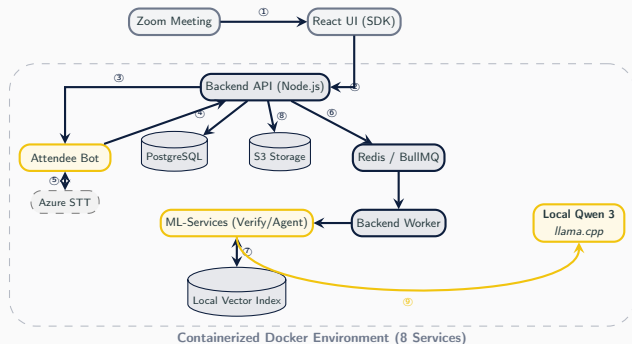 Zoom Meeting
①
React UI (SDK)
③
Backend API (Node.js)
②
④
⑧
⑥
Attendee Bot
PostgreSQL
S3 Storage
Redis / BullMQ
⑤
Azure STT
ML-Services (Verify/Agent)
Backend Worker
Local Qwen 3
llama.cpp
⑦
Local Vector Index
⑨
Containerized Docker Environment (8 Services)